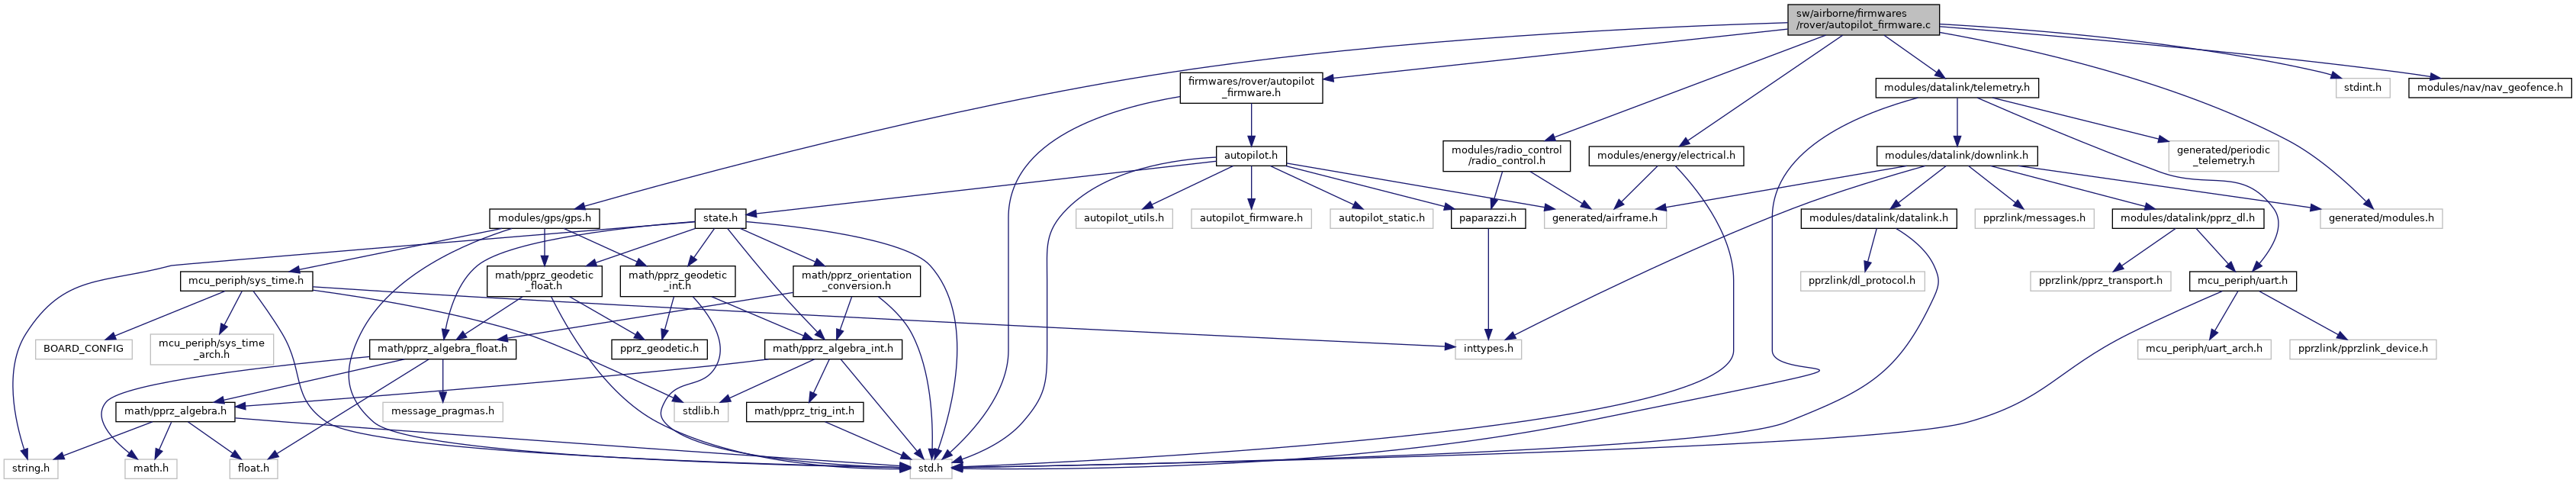 sw/airborne/firmwares
/rover/autopilot_firmware.c
firmwares/rover/autopilot
_firmware.h
modules/datalink/telemetry.h
stdint.h
modules/nav/nav_geofence.h
autopilot.h
modules/radio_control
/radio_control.h
modules/energy/electrical.h
modules/datalink/downlink.h
generated/periodic
_telemetry.h
modules/gps/gps.h
state.h
autopilot_utils.h
autopilot_firmware.h
autopilot_static.h
paparazzi.h
generated/airframe.h
modules/datalink/datalink.h
pprzlink/messages.h
modules/datalink/pprz_dl.h
generated/modules.h
mcu_periph/sys_time.h
math/pprz_geodetic
_float.h
math/pprz_geodetic
_int.h
math/pprz_orientation
_conversion.h
pprzlink/dl_protocol.h
pprzlink/pprz_transport.h
mcu_periph/uart.h
BOARD_CONFIG
mcu_periph/sys_time
_arch.h
math/pprz_algebra_float.h
pprz_geodetic.h
math/pprz_algebra_int.h
inttypes.h
mcu_periph/uart_arch.h
pprzlink/pprzlink_device.h
math/pprz_algebra.h
message_pragmas.h
stdlib.h
math/pprz_trig_int.h
string.h
math.h
float.h
std.h